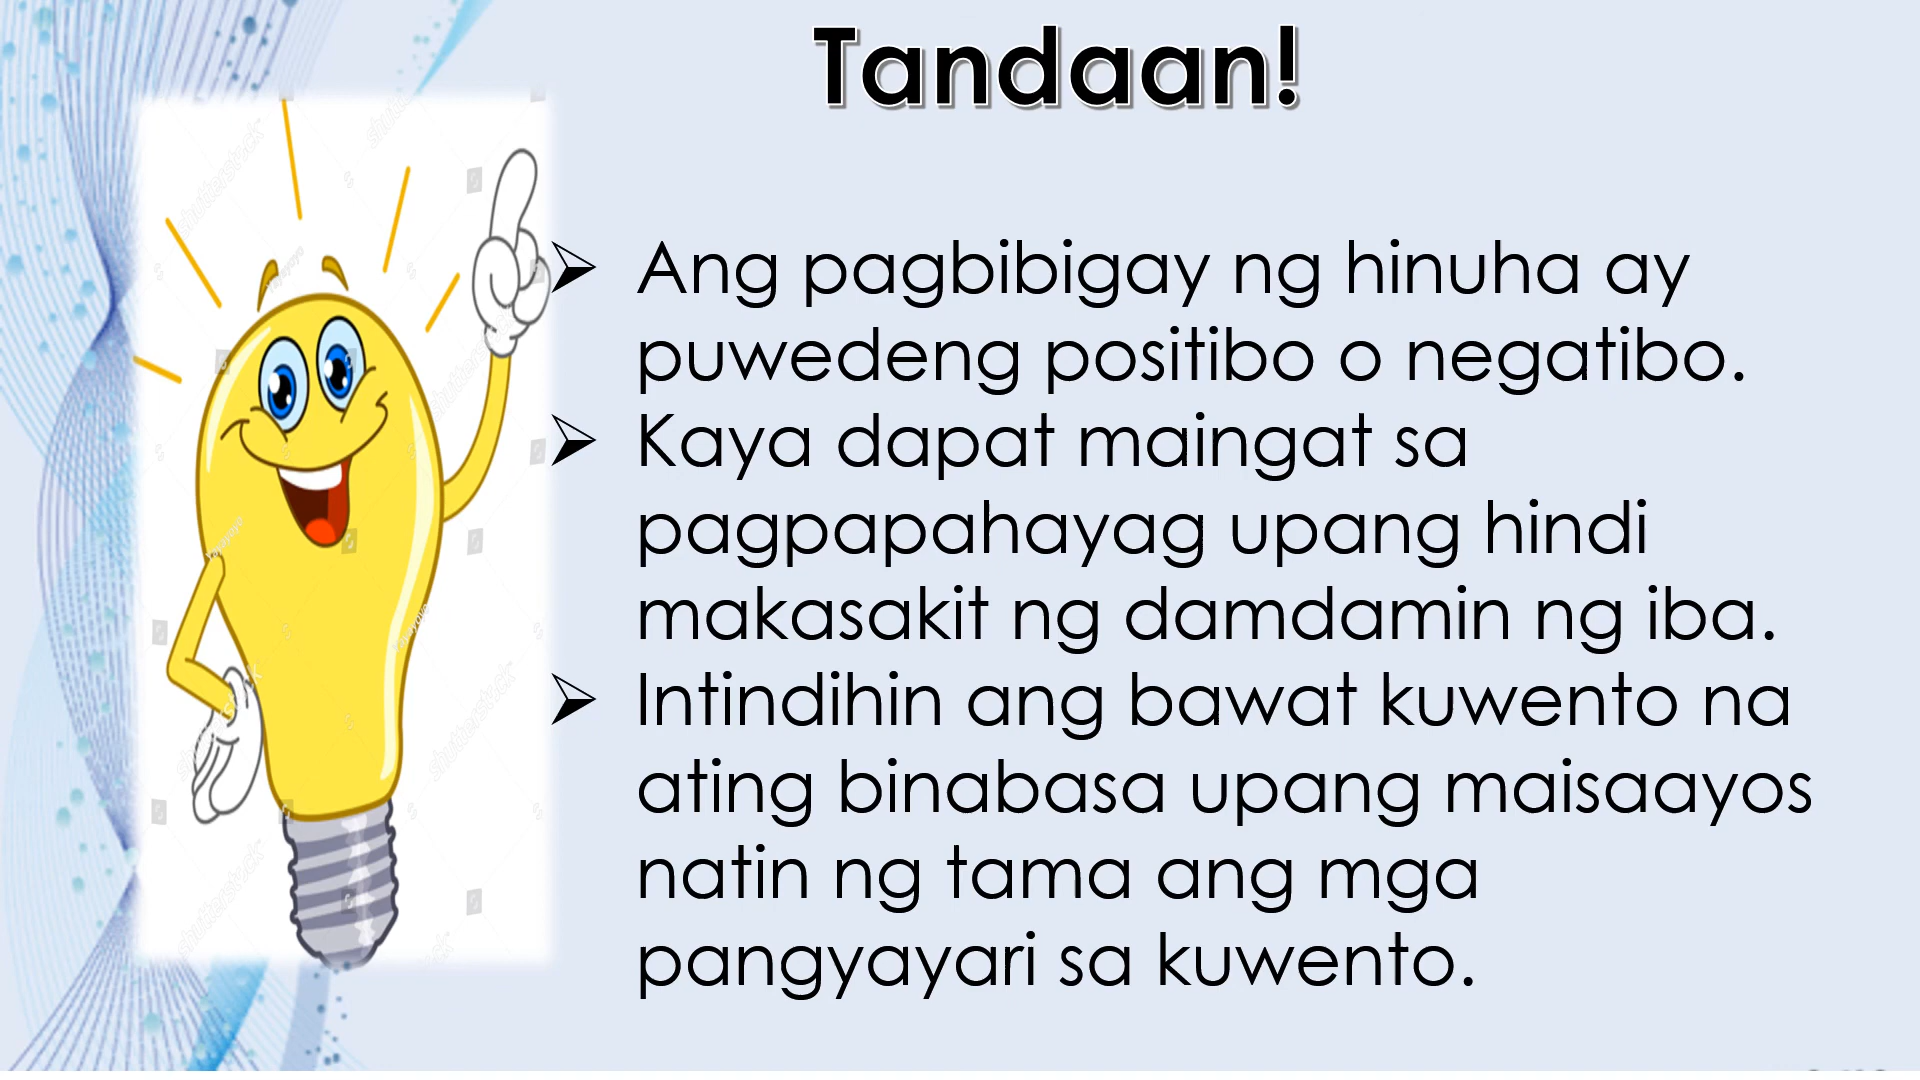 Tandaan!
Ang pagbibigay ng hinuha ay
puwedeng positibo o negatibo.
Kaya dapat maingat sa
pagpapahayag upang hindi
makasakit ng damdamin ng iba.
Intindihin ang bawat kuwento na
ating binabasa upang maisaayos
natin ng tama ang mga
pangyayari sa kuwento.